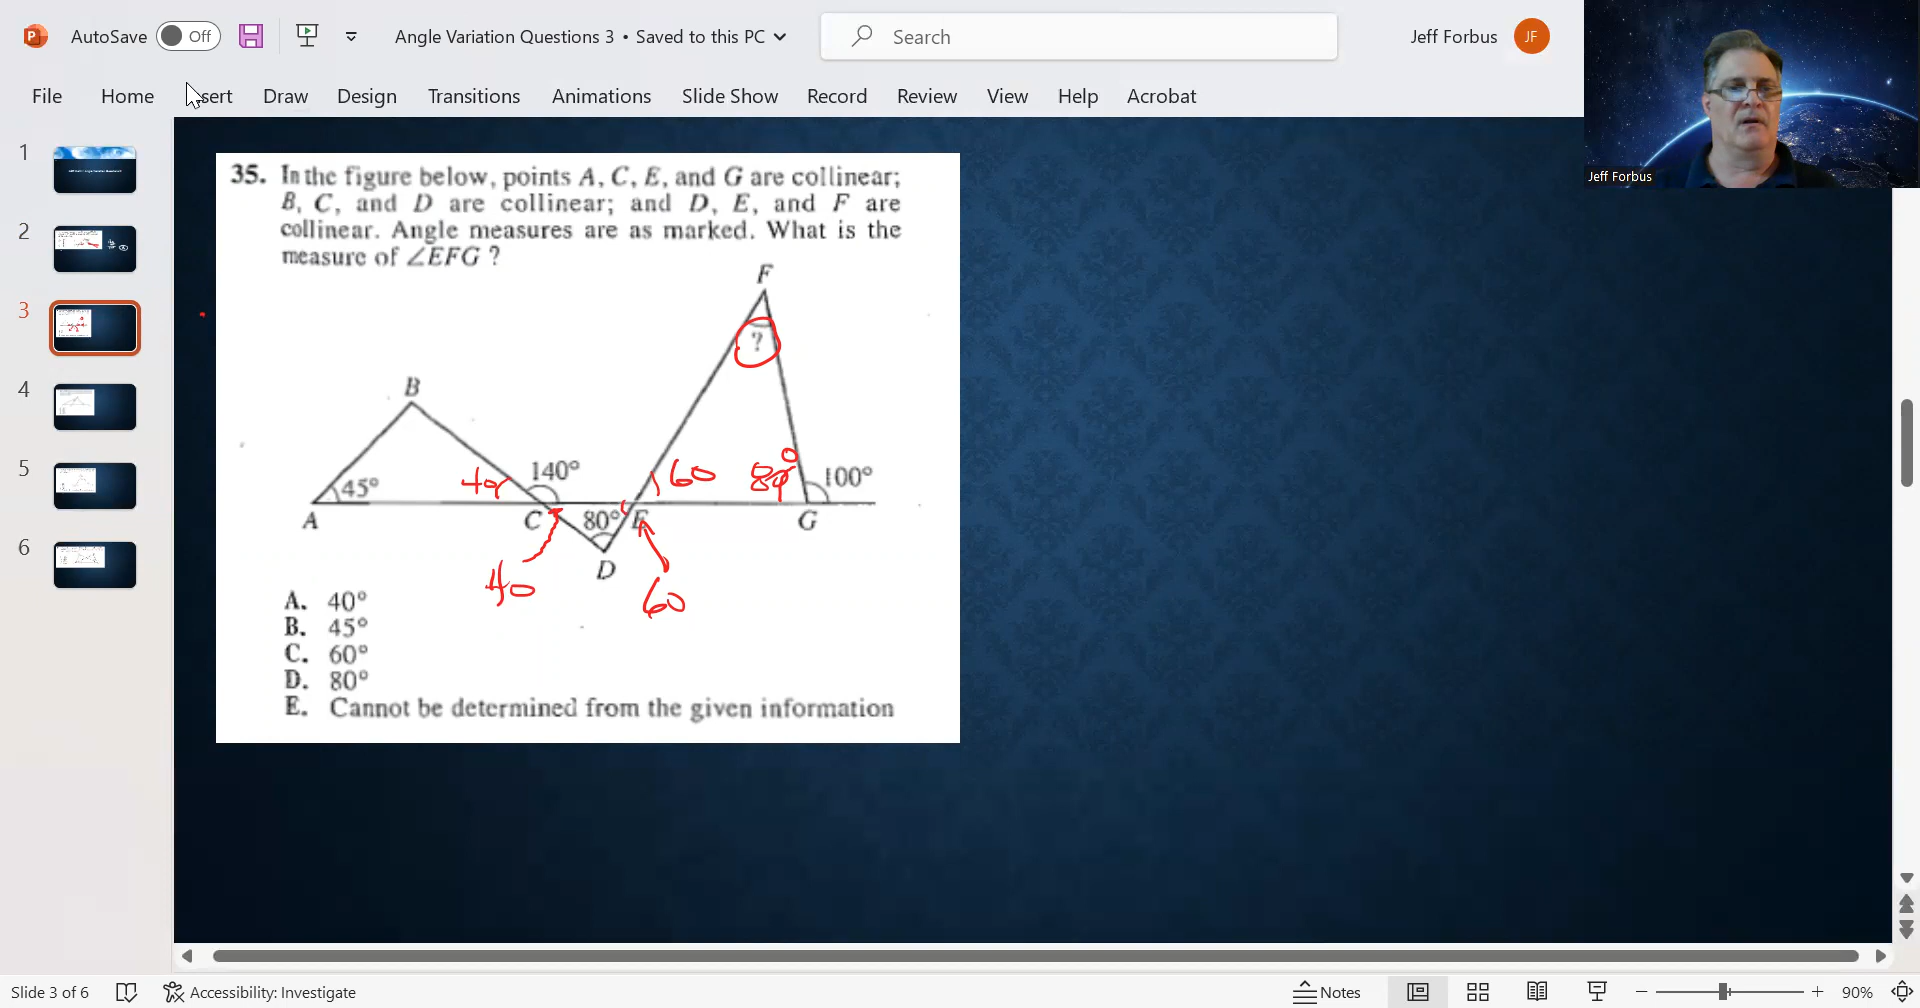 AutoSave Off Angle Variation Questions 3 • Saved to this PC Search Jeff Forbus JF
File Home sert Draw Design Transitions Animations Slide Show Record Review View Help Acrobat
Jeff Forbus
1
2
3
4
5
6
35. In the figure below, points A, C, E, and G are collinear;
B, C, and D are collinear; and D, E, and F are
collinear. Angle measures are as marked. What is the
measure of ∠EFG ?
F
?
B
45° 40 140° 60 80 100°
A C 80° E G
D
40 60
A. 40°
B. 45°
C. 60°
D. 80°
E. Cannot be determined from the given information
Slide 3 of 6 Accessibility: Investigate Notes 90%